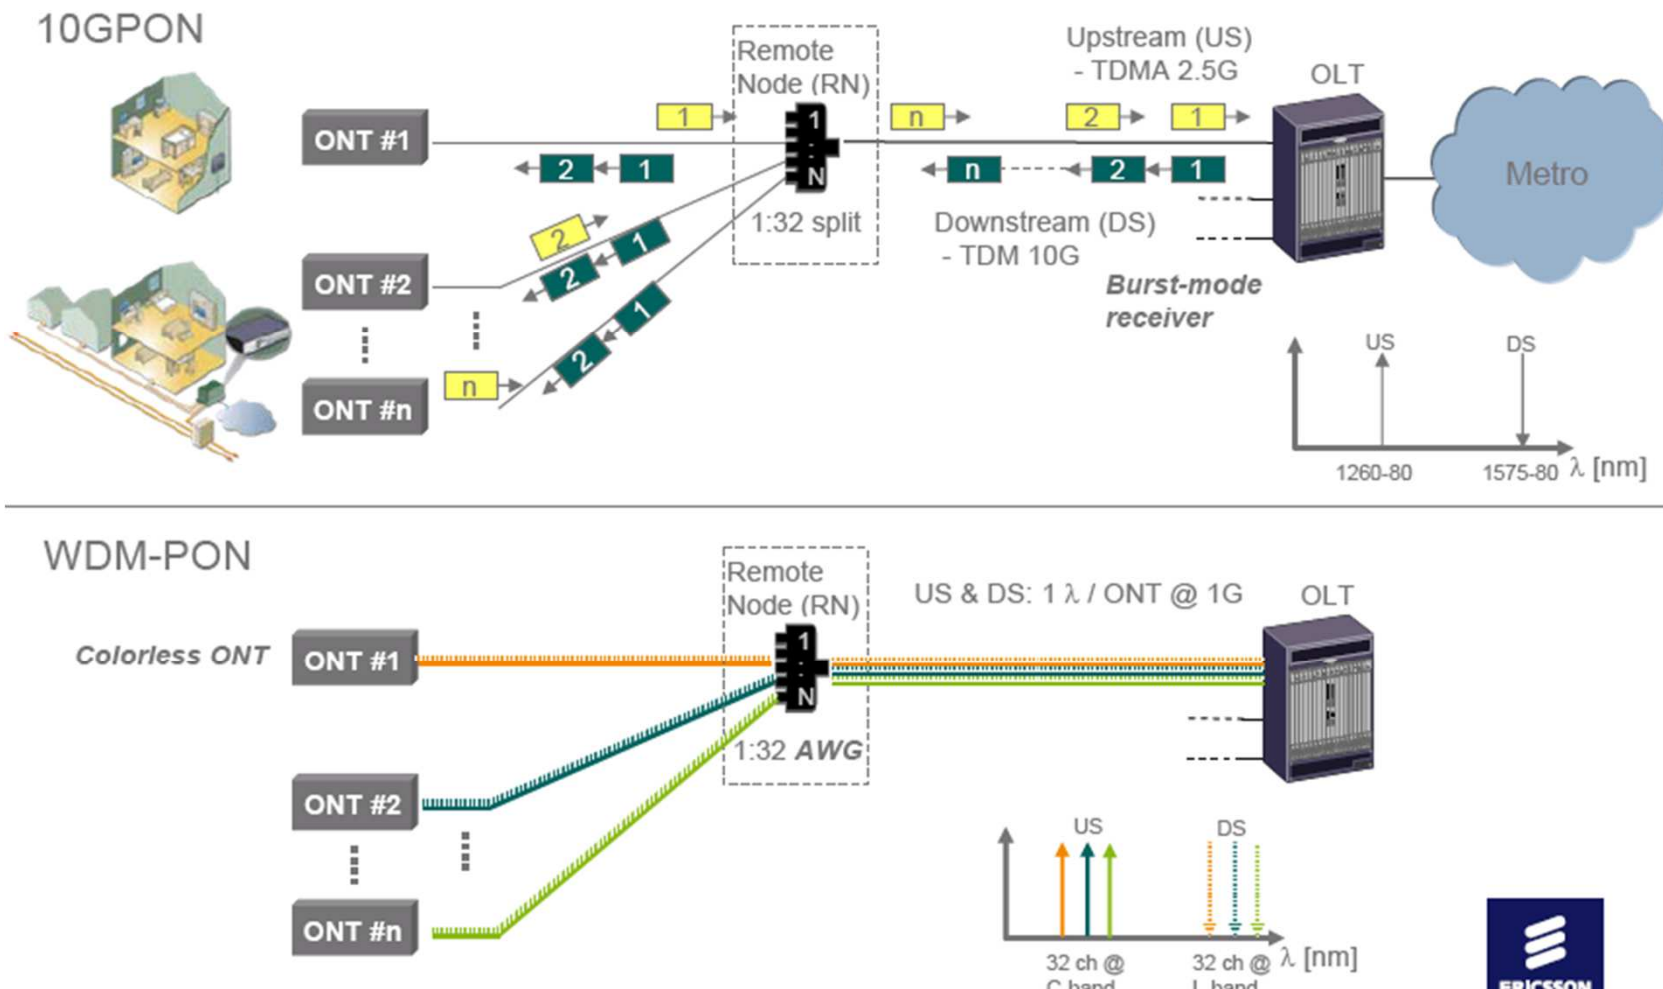 10GPON
Remote
Node (RN)
Upstream (US)
- TDMA 2.5G
OLT
ONT #1
1
1
n
2
1
2
1
N
n
2
1
Metro
1:32 split
Downstream (DS)
- TDM 10G
2
2
1
ONT #2
Burst-mode
receiver
2
1
ONT #n
n
US
DS
1260-80
1575-80
λ [nm]
WDM-PON
Remote
Node (RN)
US & DS: 1 λ / ONT @ 1G
OLT
Colorless ONT
ONT #1
1
N
1:32 AWG
ONT #2
ONT #n
US
DS
λ [nm]
32 ch @
C band
32 ch @
L band
ERICSSON